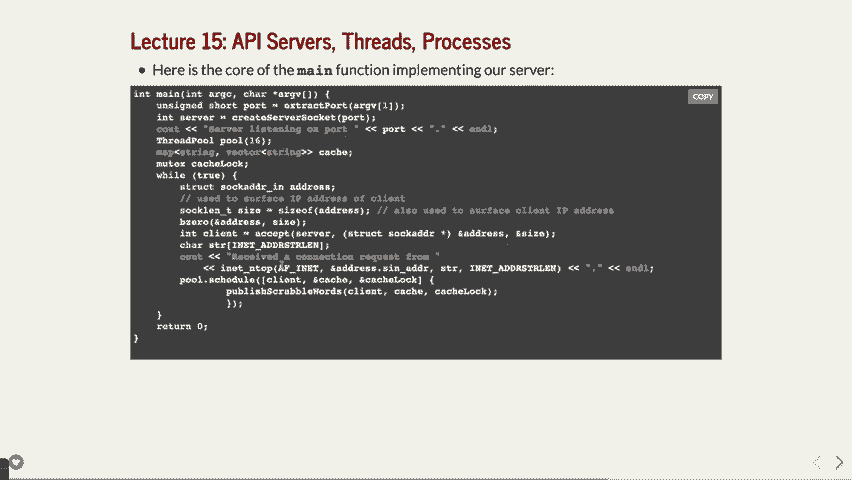 Lecture 15: API Servers, Threads, Processes
• Here is the core of the main function implementing our server:
COPY
int main(int argc, char *argv[]) {
unsigned short port = extractPort(argv[1]);
int server = createServerSocket(port);
cout << "Server listening on port " << port << "." << endl;
ThreadPool pool(16);
map<string, vector<string>> cache;
mutex cacheLock;
while (true) {
struct sockaddr_in address;
// used to surface IP address of client
socklen_t size = sizeof(address); // also used to surface client IP address
bzero(&address, size);
int client = accept(server, (struct sockaddr *) &address, &size);
char str[INET_ADDRSTRLEN];
cout << "Received a connection request from "
<< inet_ntop(AF_INET, &address.sin_addr, str, INET_ADDRSTRLEN) << "." << endl;
pool.schedule([client, &cache, &cacheLock] {
publishScrabbleWords(client, cache, cacheLock);
});
}
return 0;
}